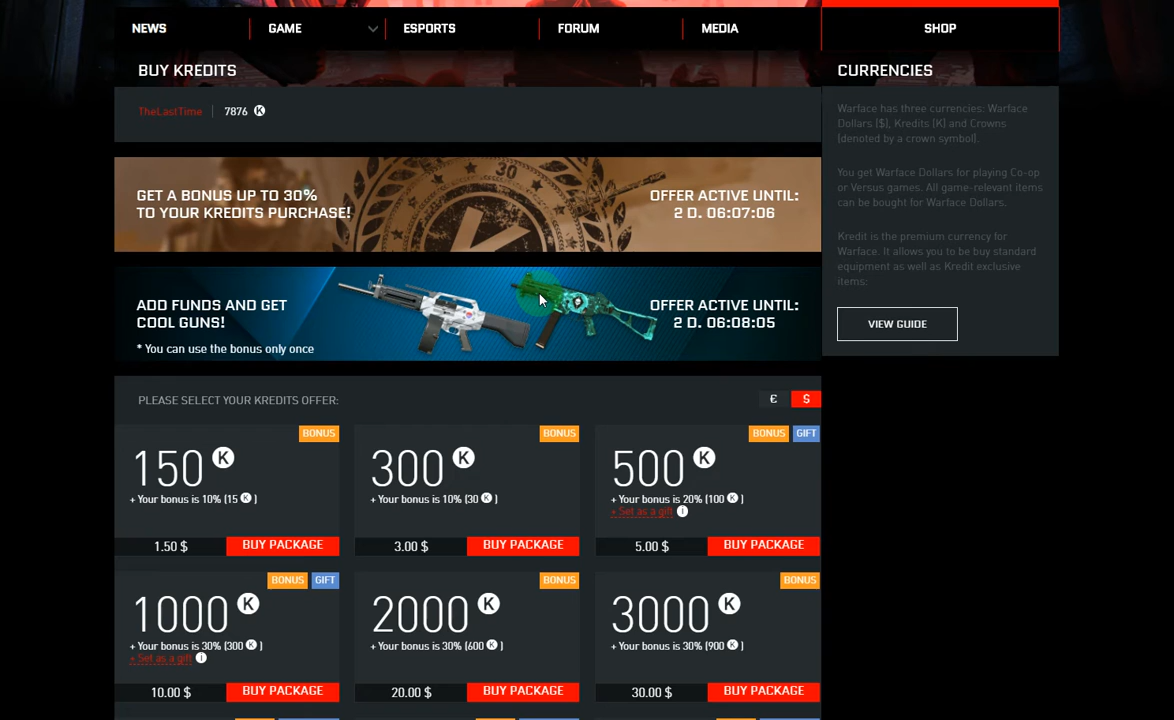 NEWS GAME ESPORTS FORUM MEDIA SHOP
BUY KREDITS
TheLastTime | 7876 K
GET A BONUS UP TO 30%
TO YOUR KREDITS PURCHASE!
30
K
OFFER ACTIVE UNTIL:
2 D. 06:07:06
ADD FUNDS AND GET
COOL GUNS!
* You can use the bonus only once
OFFER ACTIVE UNTIL:
2 D. 06:08:05
PLEASE SELECT YOUR KREDITS OFFER:
€ $
BONUS
150 K
+ Your bonus is 10% (15 K )
1.50 $ BUY PACKAGE
BONUS
300 K
+ Your bonus is 10% (30 K )
3.00 $ BUY PACKAGE
BONUS GIFT
500 K
+ Your bonus is 20% (100 K )
+ Set as a gift i
5.00 $ BUY PACKAGE
BONUS GIFT
1000 K
+ Your bonus is 30% (300 K )
+ Set as a gift i
10.00 $ BUY PACKAGE
BONUS
2000 K
+ Your bonus is 30% (600 K )
20.00 $ BUY PACKAGE
BONUS
3000 K
+ Your bonus is 30% (900 K )
30.00 $ BUY PACKAGE
CURRENCIES
Warface has three currencies: Warface
Dollars ($), Kredits (K) and Crowns
(denoted by a crown symbol).
You get Warface Dollars for playing Co-op
or Versus games. All game-relevant items
can be bought for Warface Dollars.
Kredit is the premium currency for
Warface. It allows you to be buy standard
equipment as well as Kredit exclusive
items:
VIEW GUIDE